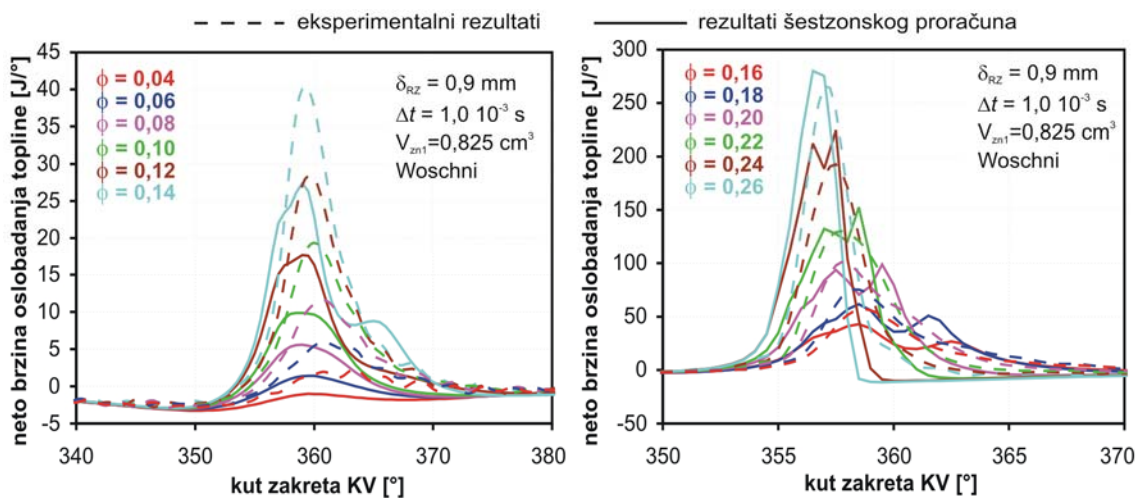 eksperimentalni rezultati
rezultati šestzonskog proračuna
neto brzina oslobadanja topline [J/°]
45
40
35
30
25
20
15
10
5
0
-5
ϕ = 0,04
ϕ = 0,06
ϕ = 0,08
ϕ = 0,10
ϕ = 0,12
ϕ = 0,14
δRZ = 0,9 mm
Δt = 1,0 10⁻³ s
Vzn1=0,825 cm³
Woschni
340 350 360 370 380
kut zakreta KV [°]
neto brzina oslobadanja topline [J/°]
300
250
200
150
100
50
0
-50
ϕ = 0,16
ϕ = 0,18
ϕ = 0,20
ϕ = 0,22
ϕ = 0,24
ϕ = 0,26
δRZ = 0,9 mm
Δt = 1,0 10⁻³ s
Vzn1=0,825 cm³
Woschni
350 355 360 365 370
kut zakreta KV [°]